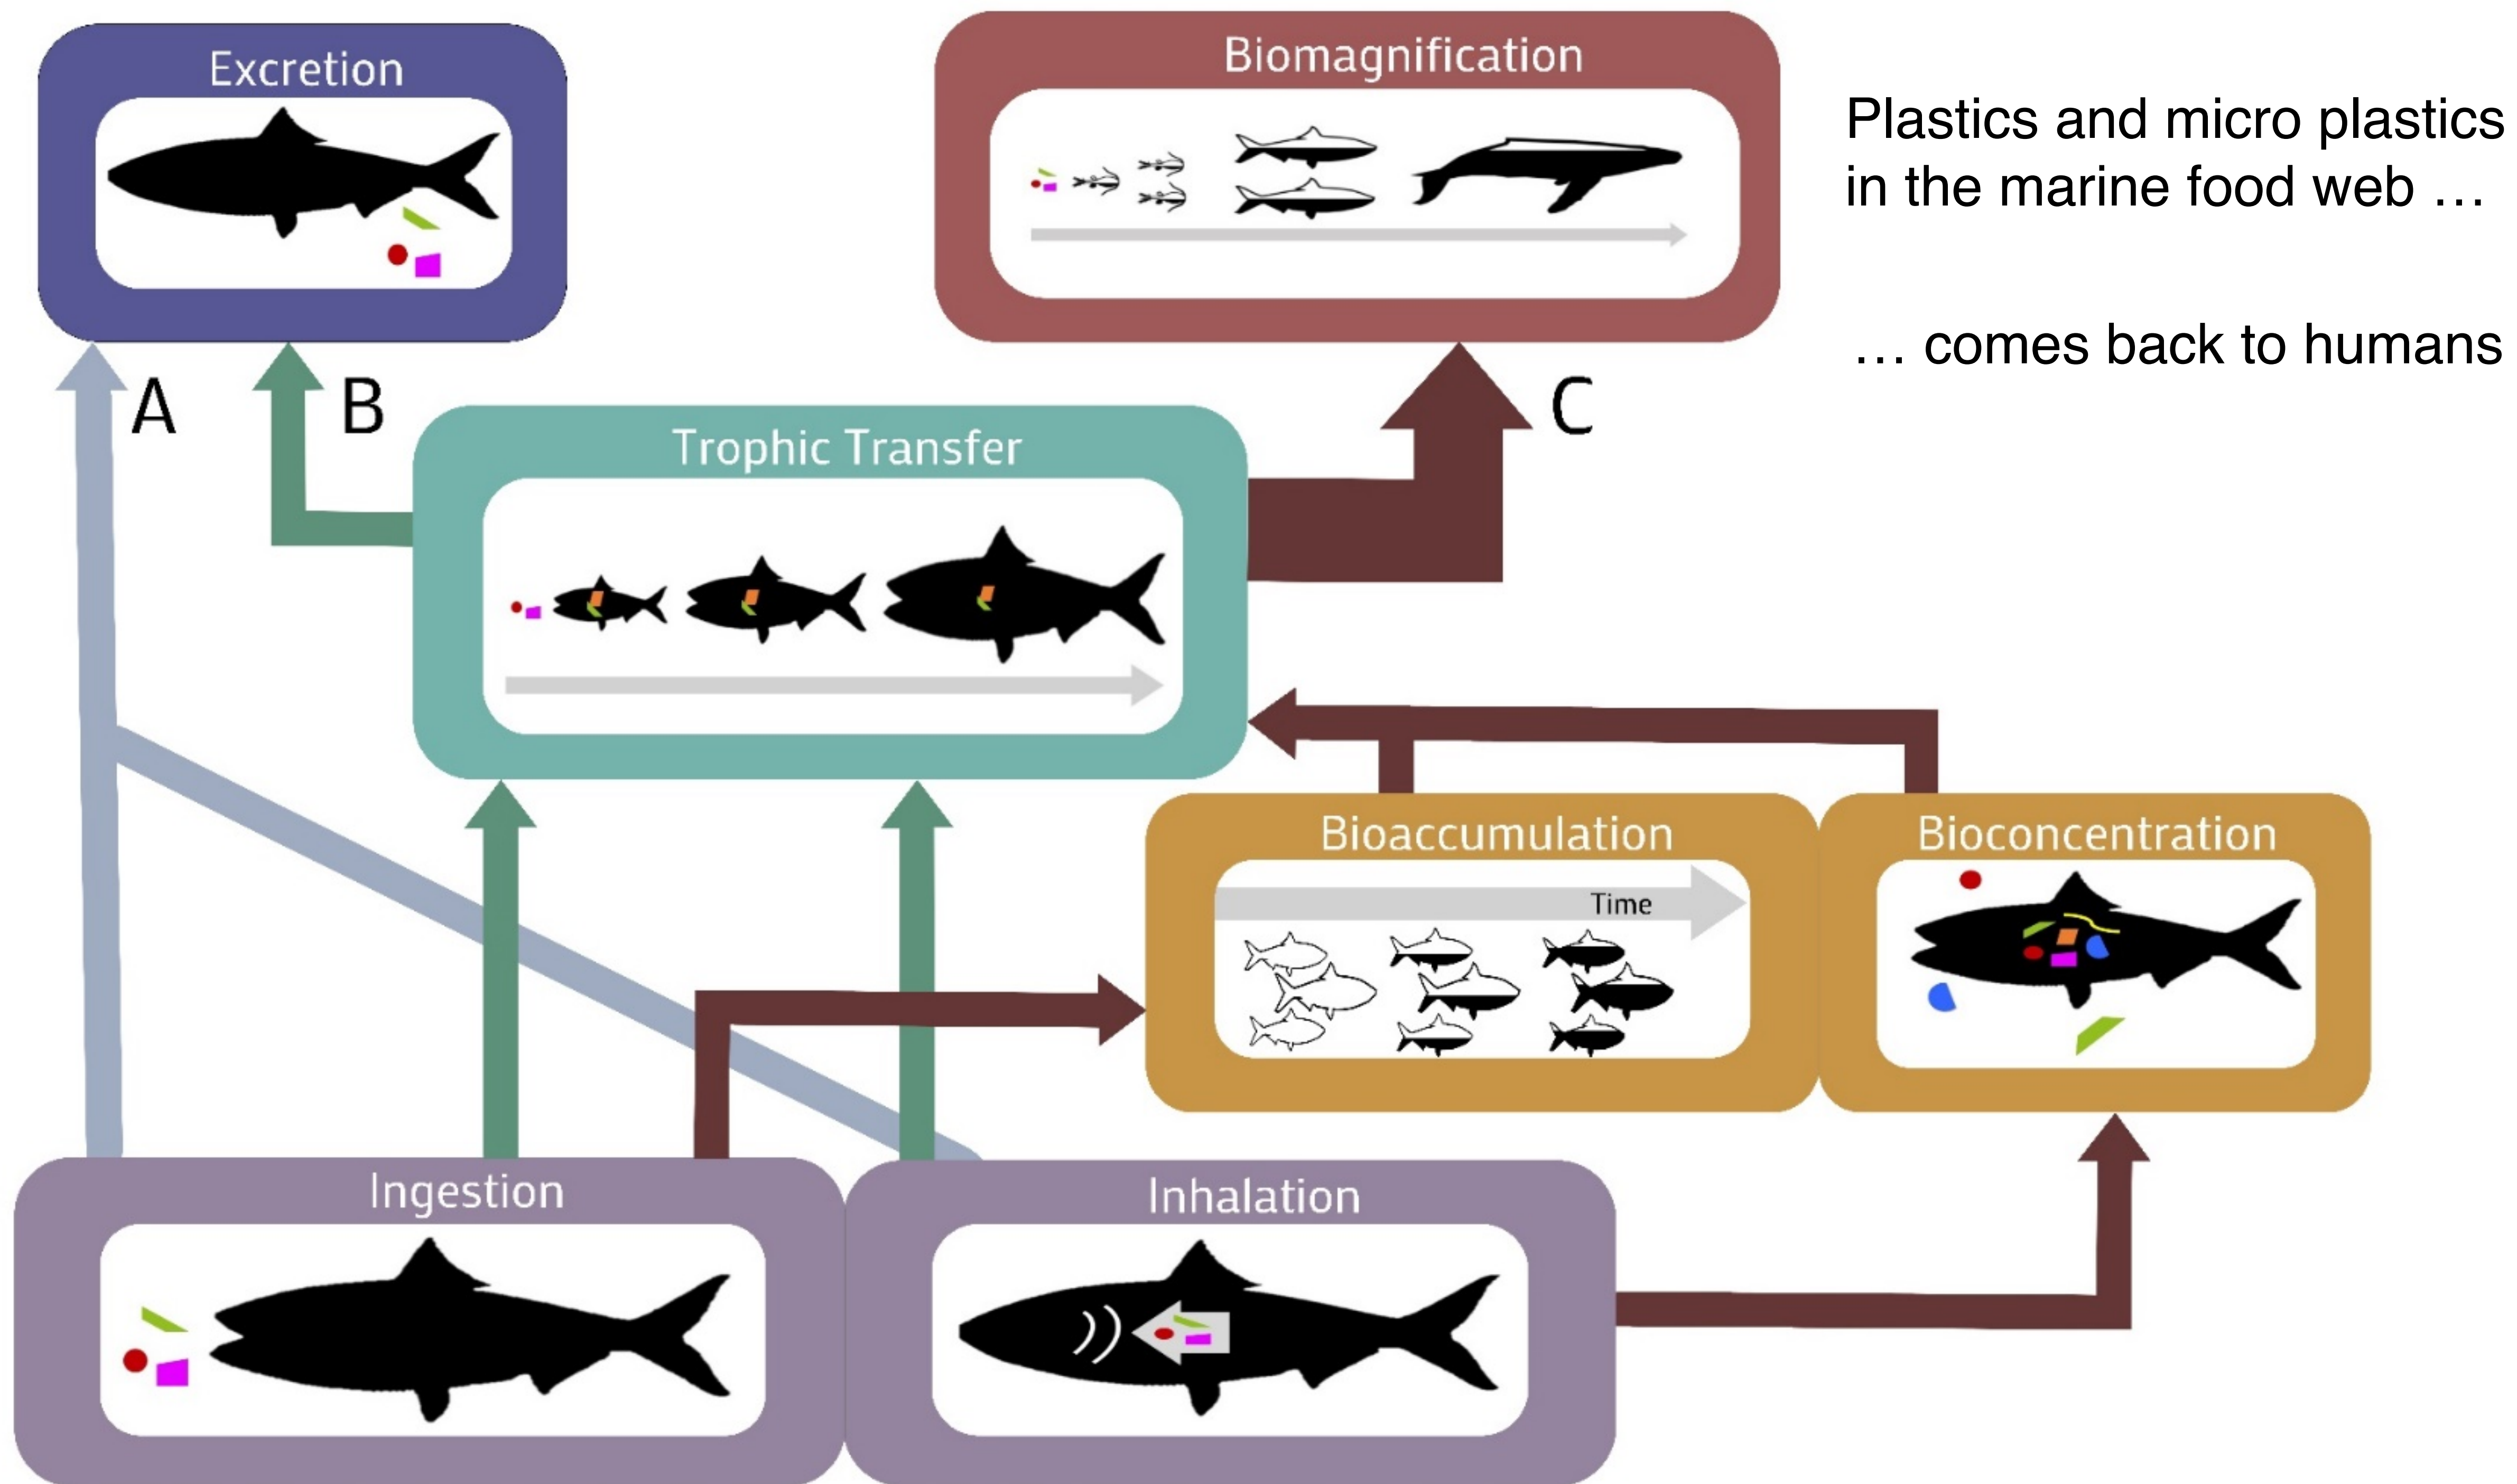 Excretion
Biomagnification
Plastics and micro plastics
in the marine food web …
… comes back to humans
A
B
C
Trophic Transfer
Bioaccumulation
Bioconcentration
Time
Ingestion
Inhalation